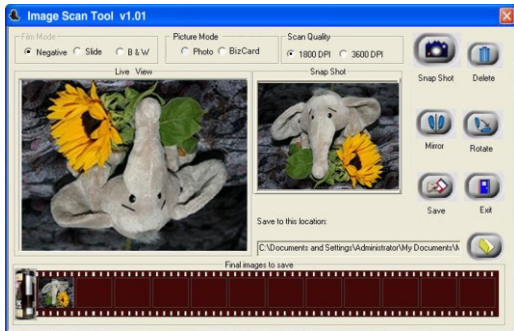 Image Scan Tool v1.01
Film Mode
Negative Slide B & W
Picture Mode
Photo BizCard
Scan Quality
1800 DPI 3600 DPI
Live View
Snap Shot
Snap Shot Delete
Mirror Rotate
Save Exit
Save to this location:
C:\Documents and Settings\Administrator\My Documents\
Final images to save